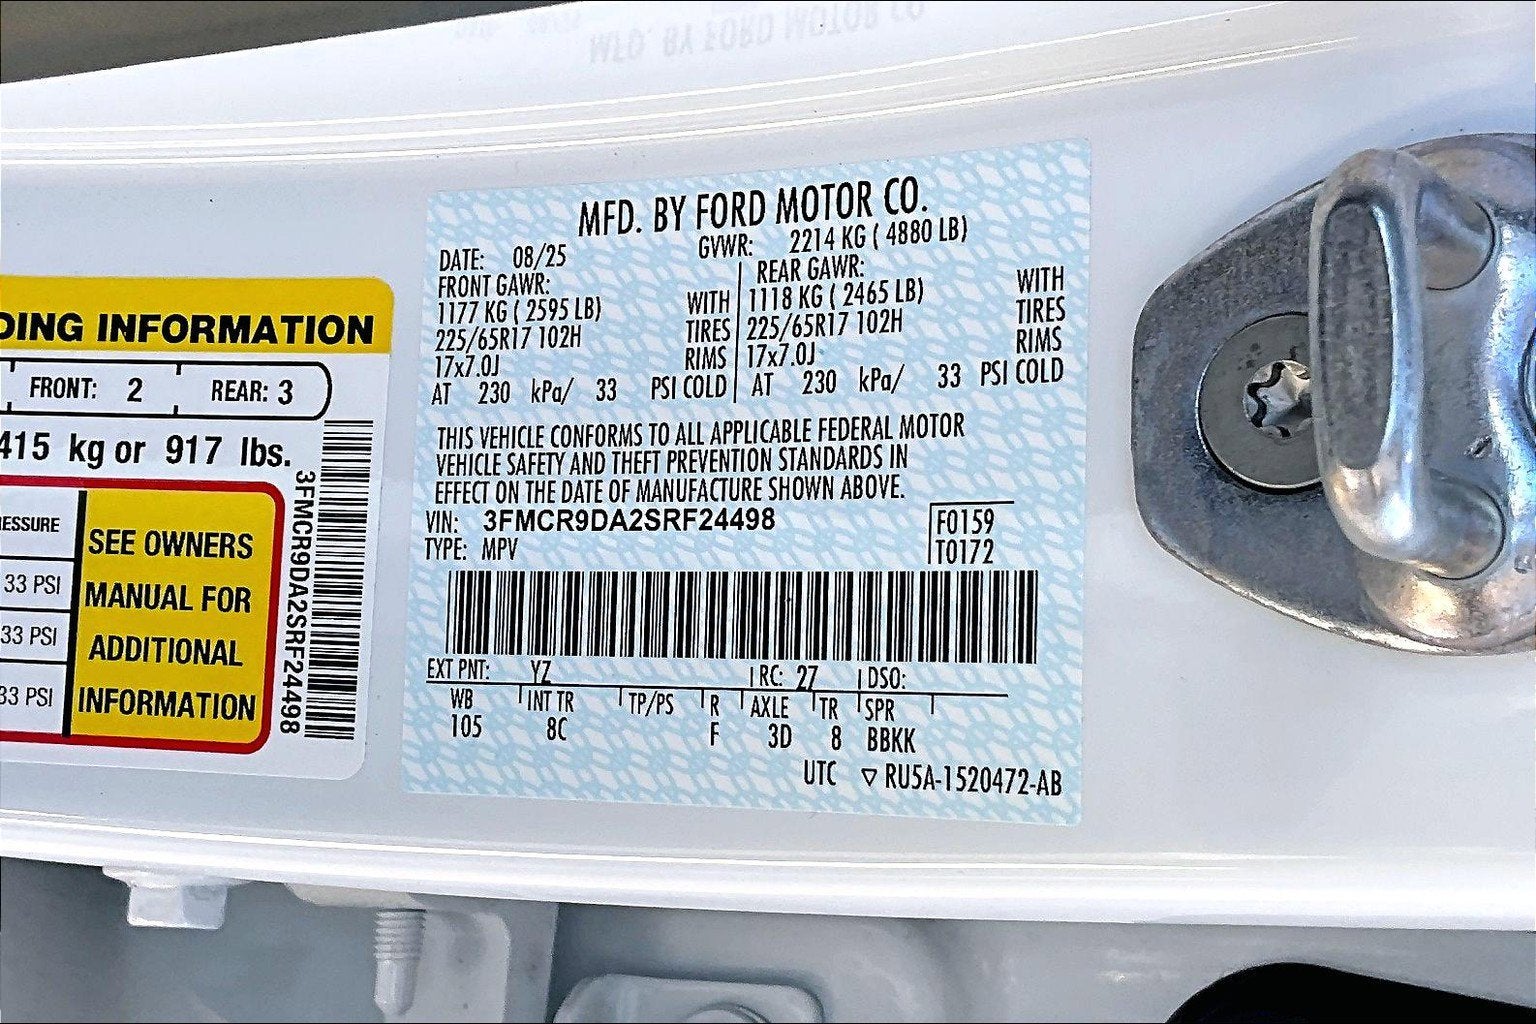 MFD. BY FORD MOTOR CO.
DING INFORMATION
FRONT: 2 REAR: 3
415 kg or 917 lbs.
ESSURE
33 PSI
33 PSI
33 PSI
SEE OWNERS
MANUAL FOR
ADDITIONAL
INFORMATION
3FMCR9DA2SRF24498
MFD. BY FORD MOTOR CO.
DATE: 08/25 GVWR: 2214 KG ( 4880 LB)
FRONT GAWR: REAR GAWR:
1177 KG ( 2595 LB) WITH 1118 KG ( 2465 LB) WITH
225/65R17 102H TIRES 225/65R17 102H TIRES
17x7.0J RIMS 17x7.0J RIMS
AT 230 kPa/ 33 PSI COLD AT 230 kPa/ 33 PSI COLD
THIS VEHICLE CONFORMS TO ALL APPLICABLE FEDERAL MOTOR
VEHICLE SAFETY AND THEFT PREVENTION STANDARDS IN
EFFECT ON THE DATE OF MANUFACTURE SHOWN ABOVE.
VIN: 3FMCR9DA2SRF24498 F0159
TYPE: MPV T0172
EXT PNT: YZ RC: 27 DSO:
WB INT TR TP/PS R AXLE TR SPR
105 8C F 3D 8 BBKK
UTC ▽ RU5A-1520472-AB